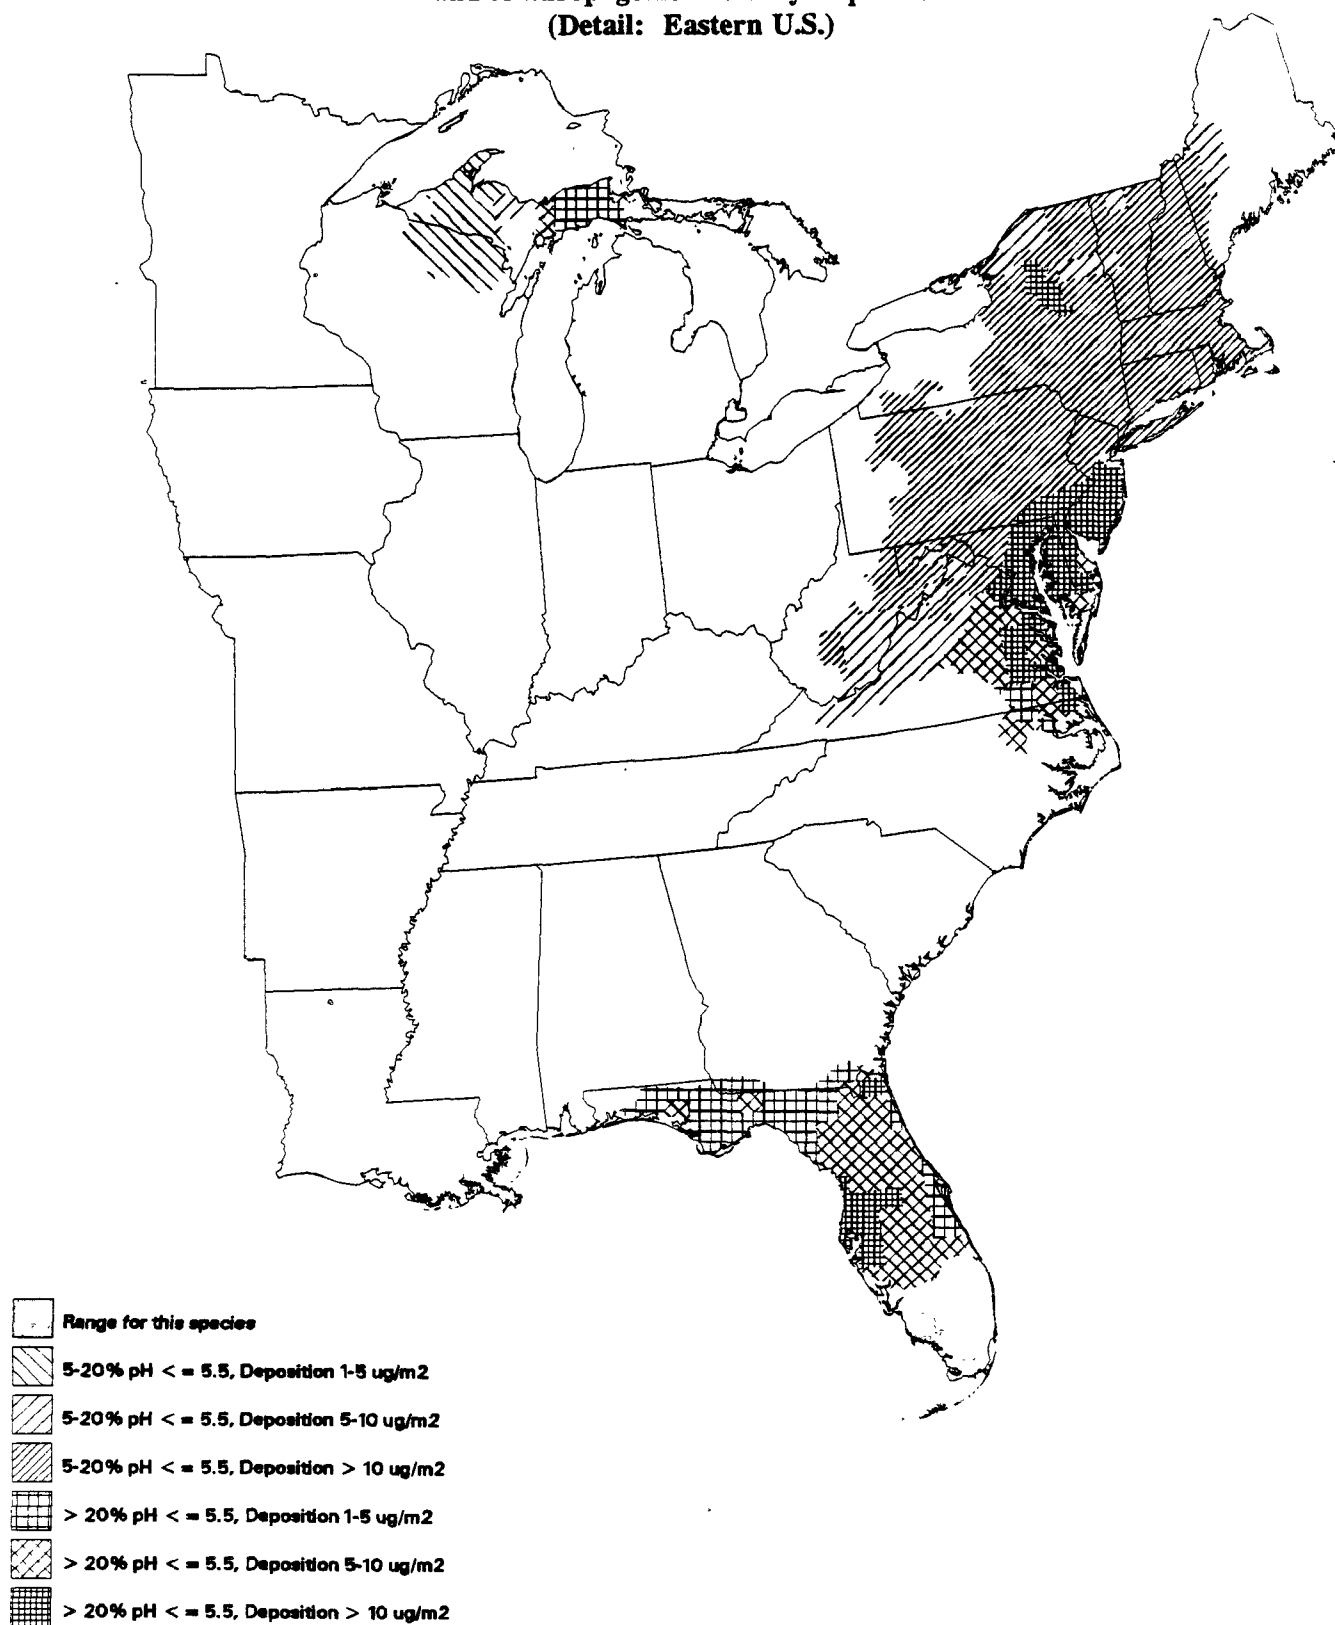 (Detail: Eastern U.S.)
Range for this species
5-20% pH < = 5.5, Deposition 1-5 ug/m2
5-20% pH < = 5.5, Deposition 5-10 ug/m2
5-20% pH < = 5.5, Deposition > 10 ug/m2
> 20% pH < = 5.5, Deposition 1-5 ug/m2
> 20% pH < = 5.5, Deposition 5-10 ug/m2
> 20% pH < = 5.5, Deposition > 10 ug/m2